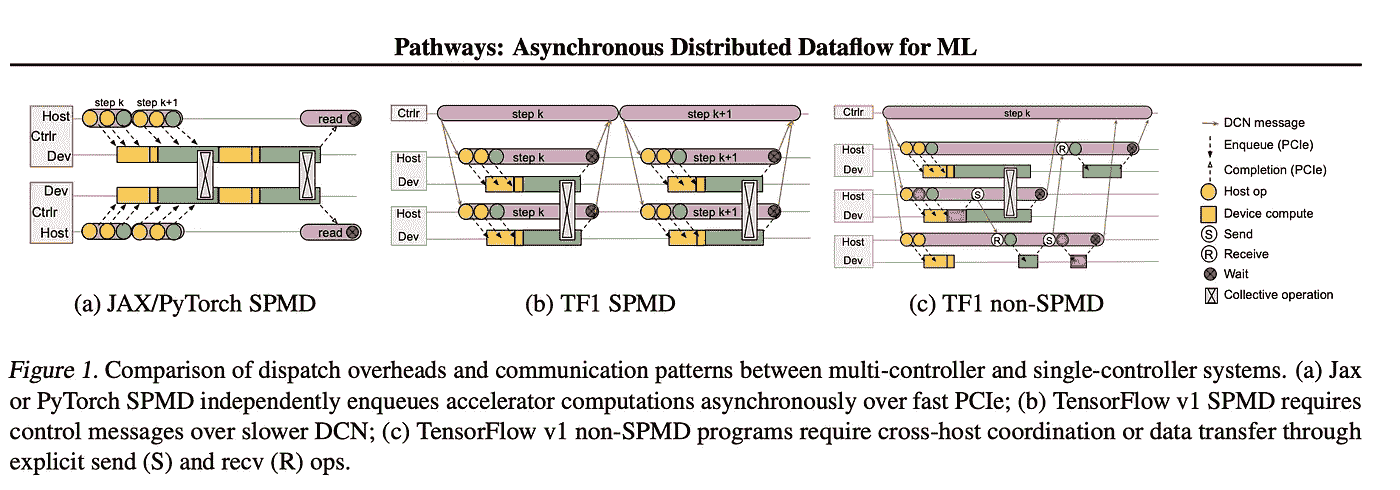 Pathways: Asynchronous Distributed Dataflow for ML
step k step k+1
Host
read
Ctrlr
Dev
Dev
Ctrlr
Host
read
(a) JAX/PyTorch SPMD
Ctrlr
step k
step k+1
Host
step k
step k+1
Dev
Host
step k
step k+1
Dev
(b) TF1 SPMD
Ctrlr
step k
Host
R
Dev
Host
S
Dev
Host
R
S
Dev
(c) TF1 non-SPMD
DCN message
Enqueue (PCIe)
Completion (PCIe)
Host op
Device compute
S Send
R Receive
Wait
Collective operation
Figure 1. Comparison of dispatch overheads and communication patterns between multi-controller and single-controller systems. (a) Jax
or PyTorch SPMD independently enqueues accelerator computations asynchronously over fast PCIe; (b) TensorFlow v1 SPMD requires
control messages over slower DCN; (c) TensorFlow v1 non-SPMD programs require cross-host coordination or data transfer through
explicit send (S) and recv (R) ops.